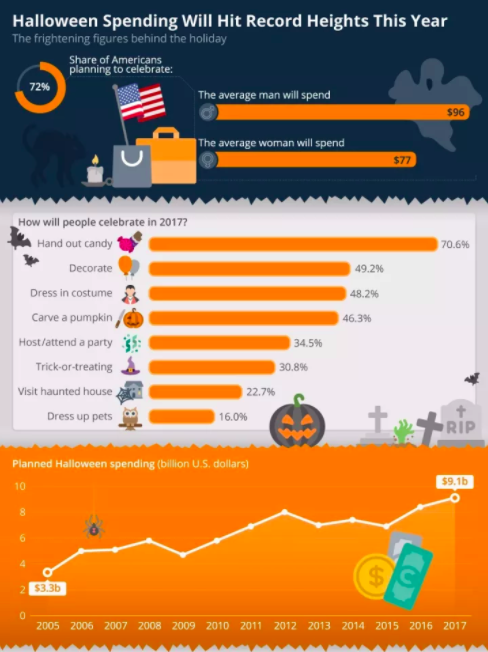 Halloween Spending Will Hit Record Heights This Year
The frightening figures behind the holiday
Share of Americans
planning to celebrate:
72%
The average man will spend
$96
The average woman will spend
$77
How will people celebrate in 2017?
Hand out candy 70.6%
Decorate 49.2%
Dress in costume 48.2%
Carve a pumpkin 46.3%
Host/attend a party 34.5%
Trick-or-treating 30.8%
Visit haunted house 22.7%
Dress up pets 16.0%
RIP
Planned Halloween spending (billion U.S. dollars)
$9.1b
10
8
6
4
2
0
$3.3b
$
2005 2006 2007 2008 2009 2010 2011 2012 2013 2014 2015 2016 2017